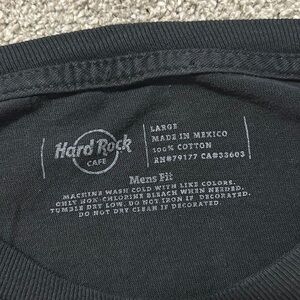 Hard Rock
CAFE
LARGE
MADE IN MEXICO
100% COTTON
RN#79177 CA#33603
Mens Fit
MACHINE WASH COLD WITH LIKE COLORS.
ONLY NON-CHLORINE BLEACH WHEN NEEDED.
TUMBLE DRY LOW. DO NOT IRON IF DECORATED.
DO NOT DRY CLEAN IF DECORATED.